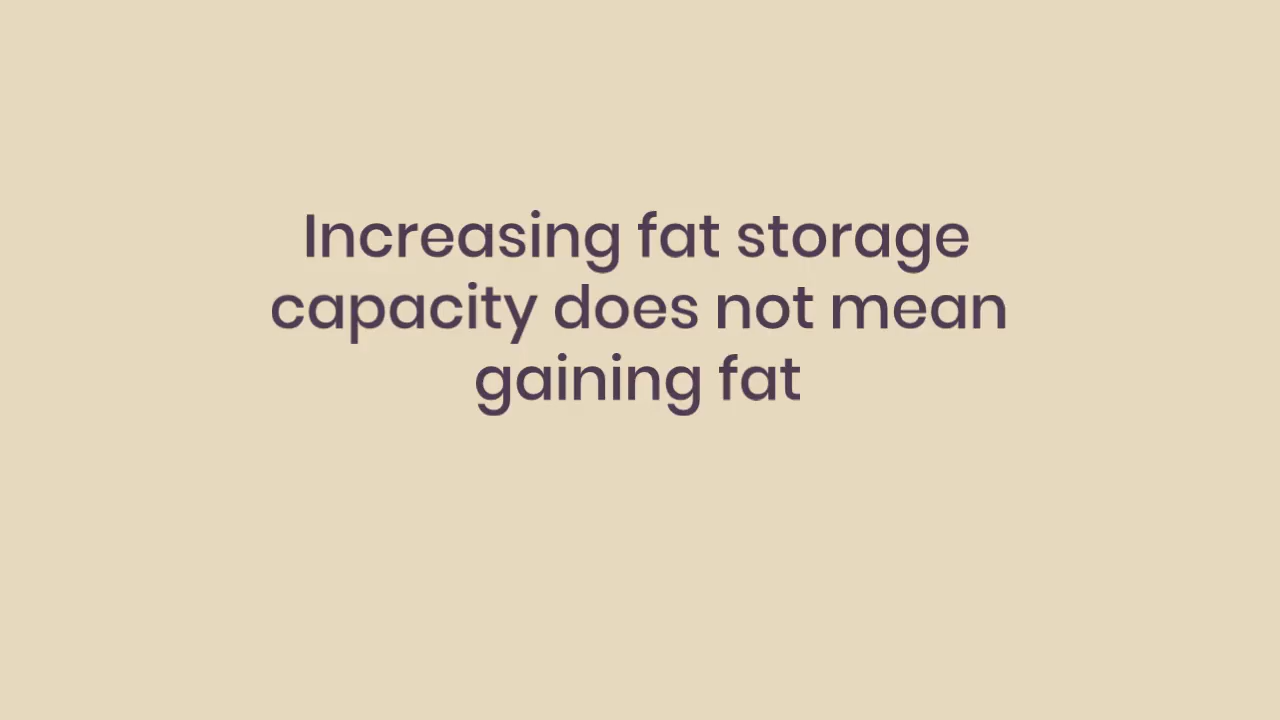 Increasing fat storage
capacity does not mean
gaining fat